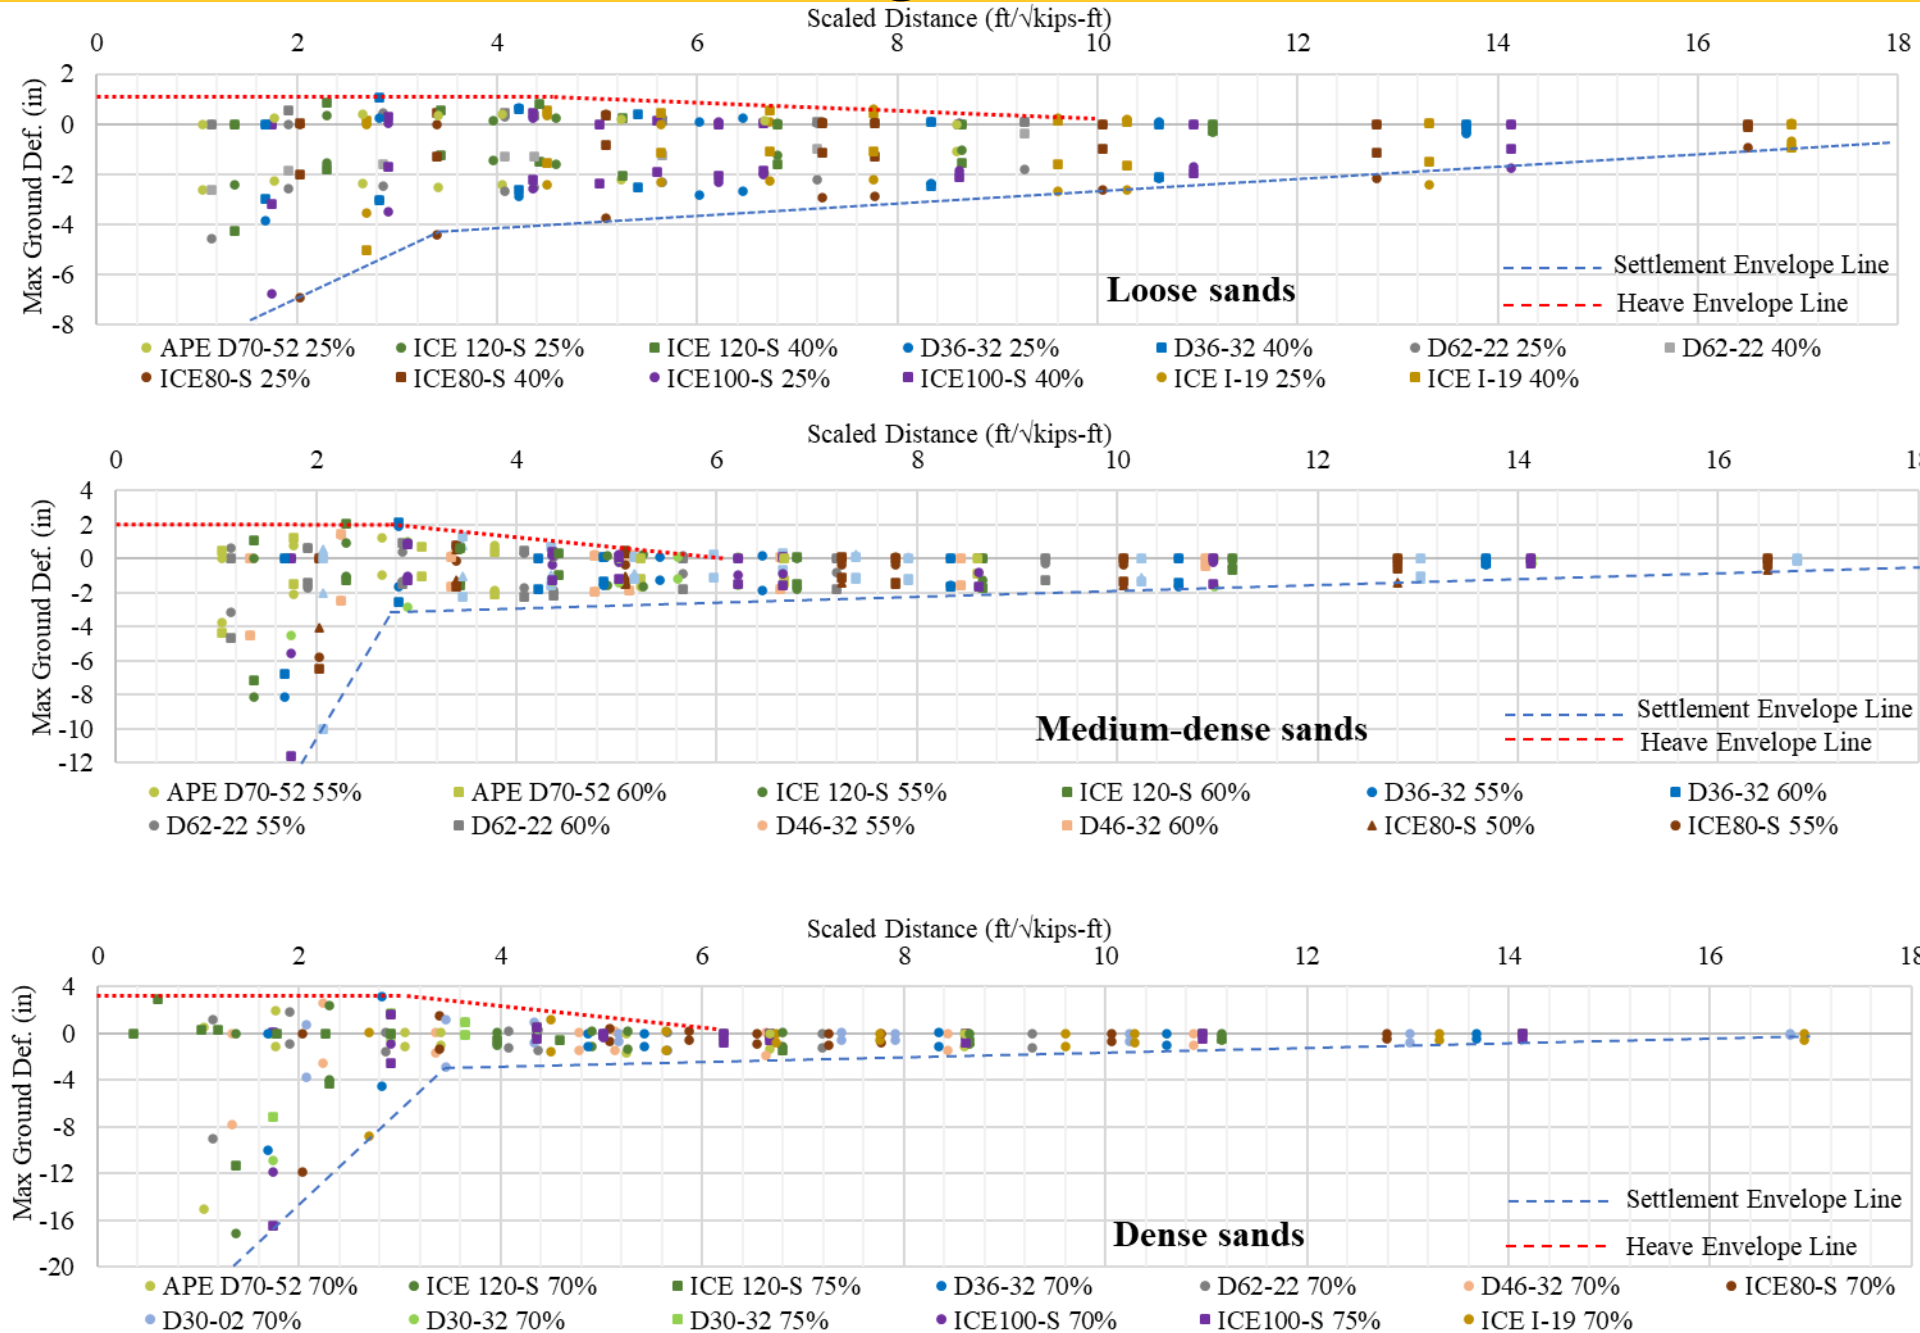 Scaled Distance (ft/√kips-ft)
0 2 4 6 8 10 12 14 16 18
Max Ground Def. (in)
2
0
-2
-4
-6
-8
Settlement Envelope Line
Loose sands
Heave Envelope Line
APE D70-52 25% ICE 120-S 25% ICE 120-S 40% D36-32 25% D36-32 40% D62-22 25% D62-22 40%
ICE80-S 25% ICE80-S 40% ICE100-S 25% ICE100-S 40% ICE I-19 25% ICE I-19 40%
Scaled Distance (ft/√kips-ft)
0 2 4 6 8 10 12 14 16 18
Max Ground Def. (in)
4
2
0
-2
-4
-6
-8
-10
-12
Settlement Envelope Line
Medium-dense sands
Heave Envelope Line
APE D70-52 55% APE D70-52 60% ICE 120-S 55% ICE 120-S 60% D36-32 55% D36-32 60%
D62-22 55% D62-22 60% D46-32 55% D46-32 60% ICE80-S 50% ICE80-S 55%
Scaled Distance (ft/√kips-ft)
0 2 4 6 8 10 12 14 16 18
Max Ground Def. (in)
4
0
-4
-8
-12
-16
-20
Settlement Envelope Line
Dense sands
Heave Envelope Line
APE D70-52 70% ICE 120-S 70% ICE 120-S 75% D36-32 70% D62-22 70% D46-32 70% ICE80-S 70%
D30-02 70% D30-32 70% D30-32 75% ICE100-S 70% ICE100-S 75% ICE I-19 70%